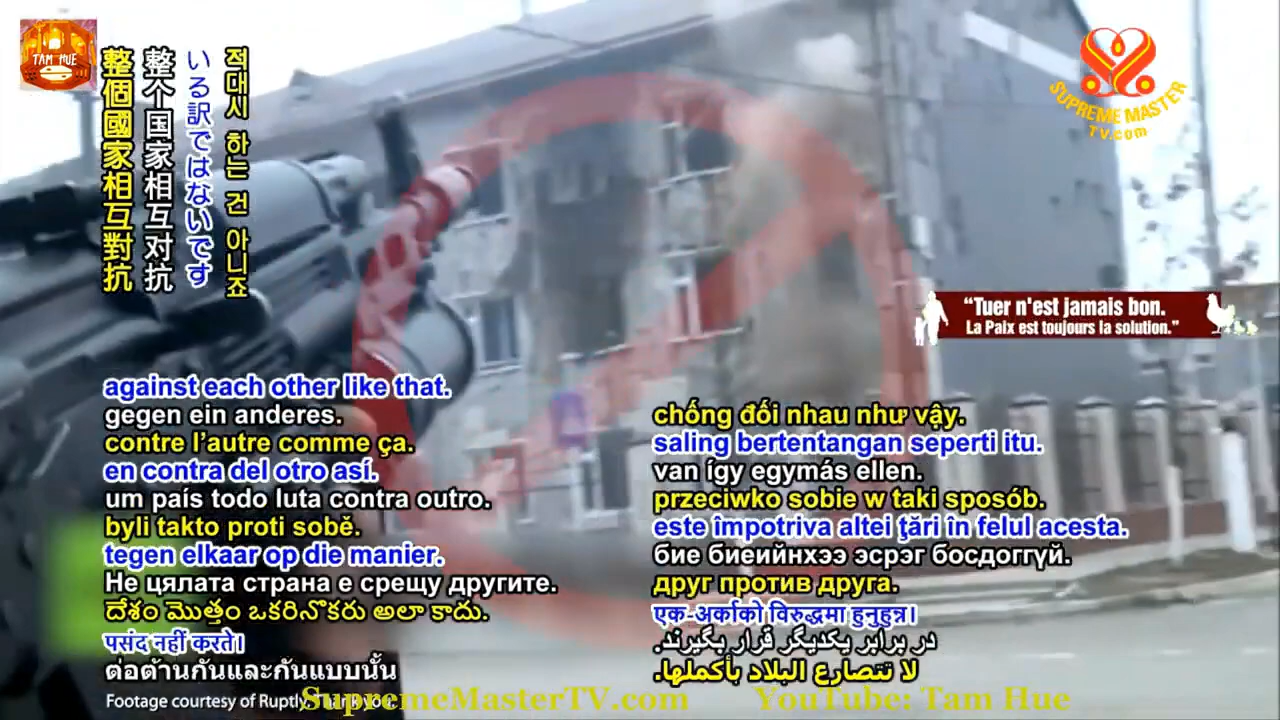 TAM HUE
整個國家相互對抗
整个国家相互对抗
いる訳ではないです
적대시 하는 건 아니죠
SUPREME MASTER
TV.com
“Tuer n'est jamais bon.
La Paix est toujours la solution.”
against each other like that.
gegen ein anderes.
contre l’autre comme ça.
en contra del otro así.
um país todo luta contra outro.
byli takto proti sobě.
tegen elkaar op die manier.
Не цялата страна е срещу другите.
దేశం మొత్తం ఒకరినొకరు అలా కాదు.
पसंद नहीं करते।
ต่อต้านกันและกันแบบนั้น
chống đối nhau như vậy.
saling bertentangan seperti itu.
van így egymás ellen.
przeciwko sobie w taki sposób.
este împotriva altei ţări în felul acesta.
бие биеийнхээ эсрэг босдоггүй.
друг против друга.
एक-अर्काको विरुद्धमा हुनुहुन्न।
در برابر یکدیگر قرار بگیرند.
لا تتصارع البلاد بأكملها.
Footage courtesy of Ruptly, thank you
SupremeMasterTV.com YouTube: Tam Hue